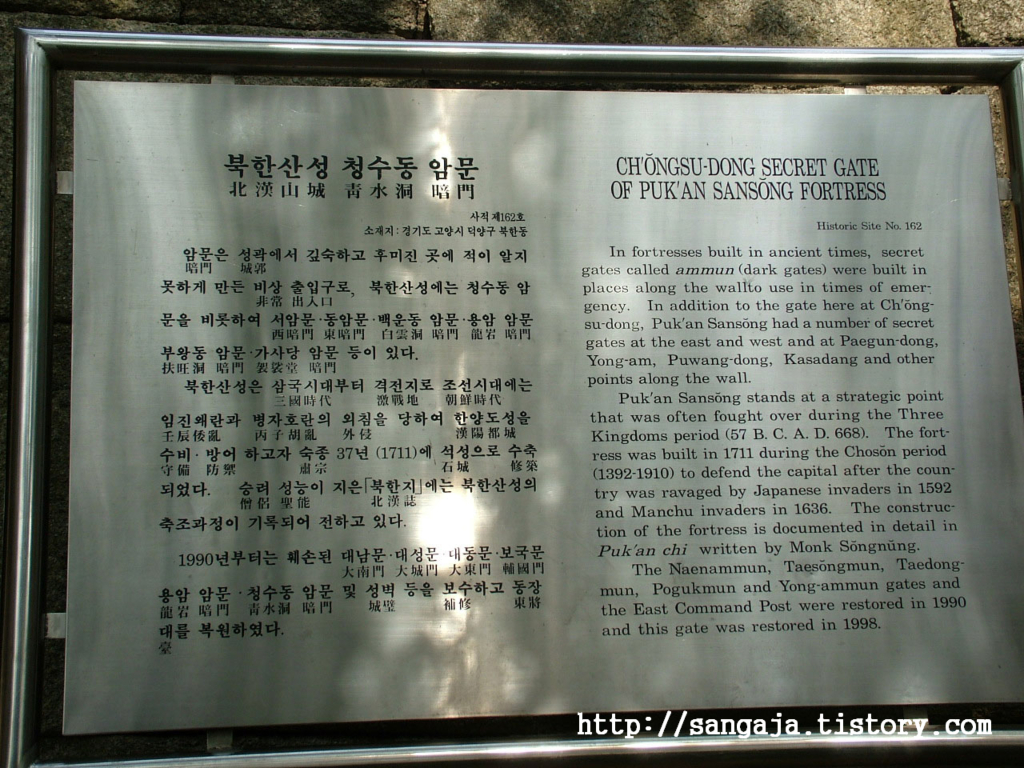 북한산성 청수동 암문
北漢山城 靑水洞 暗門
사적 제162호
소재지 : 경기도 고양시 덕양구 북한동
암문은 성곽에서 깊숙하고 후미진 곳에 적이 알지
暗門 城郭
못하게 만든 비상 출입구로, 북한산성에는 청수동 암
非常 出入口
문을 비롯하여 서암문·동암문·백운동 암문·용암 암문
西暗門 東暗門 白雲洞 暗門 龍岩 暗門
부왕동 암문·가사당 암문 등이 있다.
扶旺洞 暗門 袈裟堂 暗門
북한산성은 삼국시대부터 격전지로 조선시대에는
三國時代 激戰地 朝鮮時代
임진왜란과 병자호란의 외침을 당하여 한양도성을
壬辰倭亂 丙子胡亂 外侵 漢陽都城
수비·방어 하고자 숙종 37년 (1711)에 석성으로 수축
守備 防禦 肅宗 石城 修築
되었다. 승려 성능이 지은「북한지」에는 북한산성의
僧侶 聖能 北漢誌
축조과정이 기록되어 전하고 있다.
1990년부터는 훼손된 대남문·대성문·대동문·보국문
大南門 大城門 大東門 輔國門
용암 암문·청수동 암문 및 성벽 등을 보수하고 동장
龍岩 暗門 靑水洞 暗門 城壁 補修 東將
대를 복원하였다.
臺
CH'ŎNGSU-DONG SECRET GATE
OF PUK'AN SANSŎNG FORTRESS
Historic Site No. 162
In fortresses built in ancient times, secret
gates called ammun (dark gates) were built in
places along the wallto use in times of emer-
gency. In addition to the gate here at Ch'ŏng-
su-dong, Puk'an Sansŏng had a number of secret
gates at the east and west and at Paegun-dong,
Yong-am, Puwang-dong, Kasadang and other
points along the wall.
Puk'an Sansŏng stands at a strategic point
that was often fought over during the Three
Kingdoms period (57 B. C. A. D. 668). The fort-
ress was built in 1711 during the Chosŏn period
(1392-1910) to defend the capital after the coun-
try was ravaged by Japanese invaders in 1592
and Manchu invaders in 1636. The construc-
tion of the fortress is documented in detail in
Puk'an chi written by Monk Sŏngnŭng.
The Naenammun, Taesŏngmun, Taedong-
mun, Pogukmun and Yong-ammun gates and
the East Command Post were restored in 1990
and this gate was restored in 1998.
http://sangaja.tistory.com